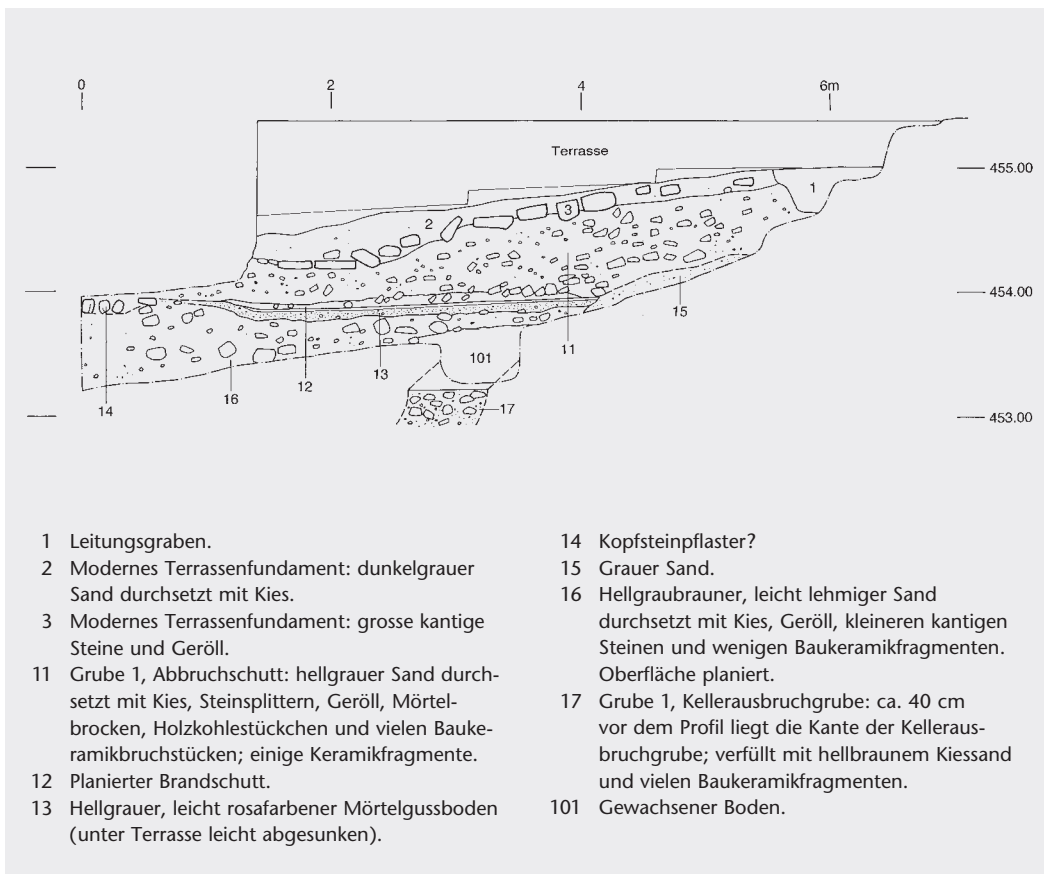 0 2 4 6m
Terrasse
455.00
1
3
2
454.00
15
101
11
12 13
16
14
17
453.00
1 Leitungsgraben.
2 Modernes Terrassenfundament: dunkelgrauer
Sand durchsetzt mit Kies.
3 Modernes Terrassenfundament: grosse kantige
Steine und Geröll.
11 Grube 1, Abbruchschutt: hellgrauer Sand durch-
setzt mit Kies, Steinsplittern, Geröll, Mörtel-
brocken, Holzkohlestückchen und vielen Bauke-
ramikbruchstücken; einige Keramikfragmente.
12 Planierter Brandschutt.
13 Hellgrauer, leicht rosafarbener Mörtelgussboden
(unter Terrasse leicht abgesunken).
14 Kopfsteinpflaster?
15 Grauer Sand.
16 Hellgraubrauner, leicht lehmiger Sand
durchsetzt mit Kies, Geröll, kleineren kantigen
Steinen und wenigen Baukeramikfragmenten.
Oberfläche planiert.
17 Grube 1, Kellerausbruchgrube: ca. 40 cm
vor dem Profil liegt die Kante der Kelleraus-
bruchgrube; verfüllt mit hellbraunem Kiessand
und vielen Baukeramikfragmenten.
101 Gewachsener Boden.